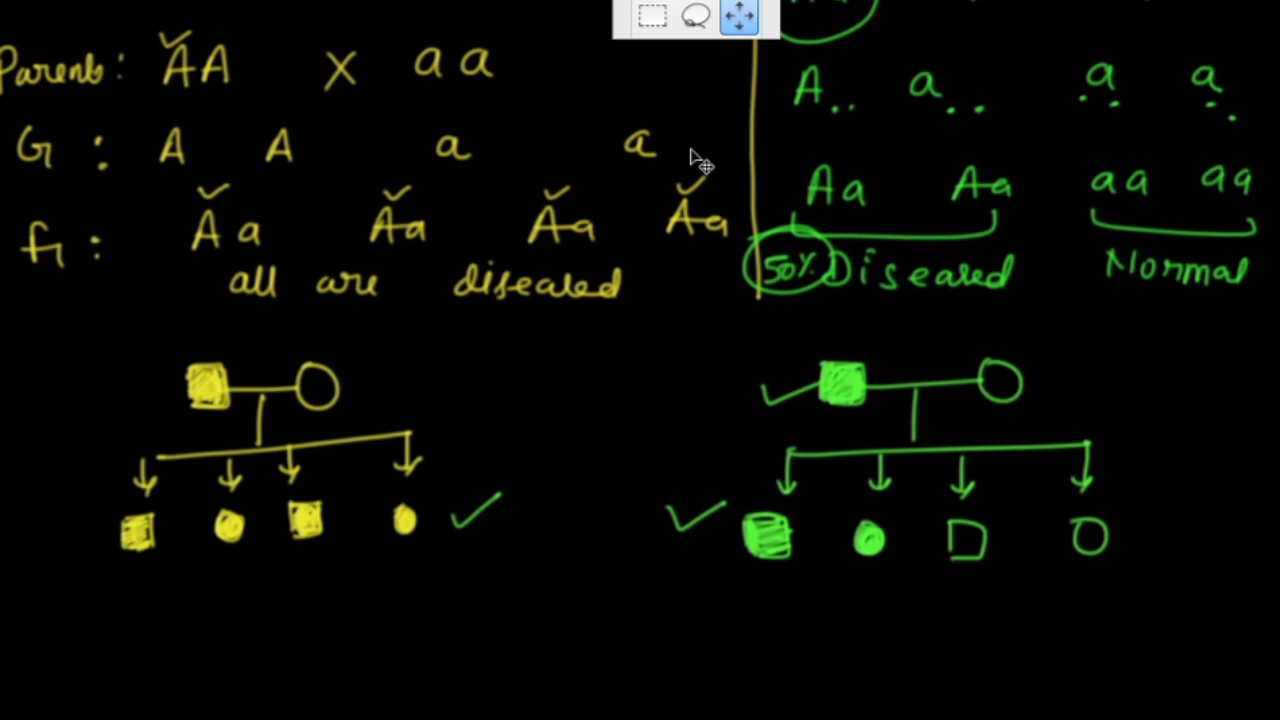 Parents: AA X aa
G : A A a a
F1 : Aa Aa Aa Aa
all are diseased
A a a a
Aa Aa aa aa
50% Diseased Normal